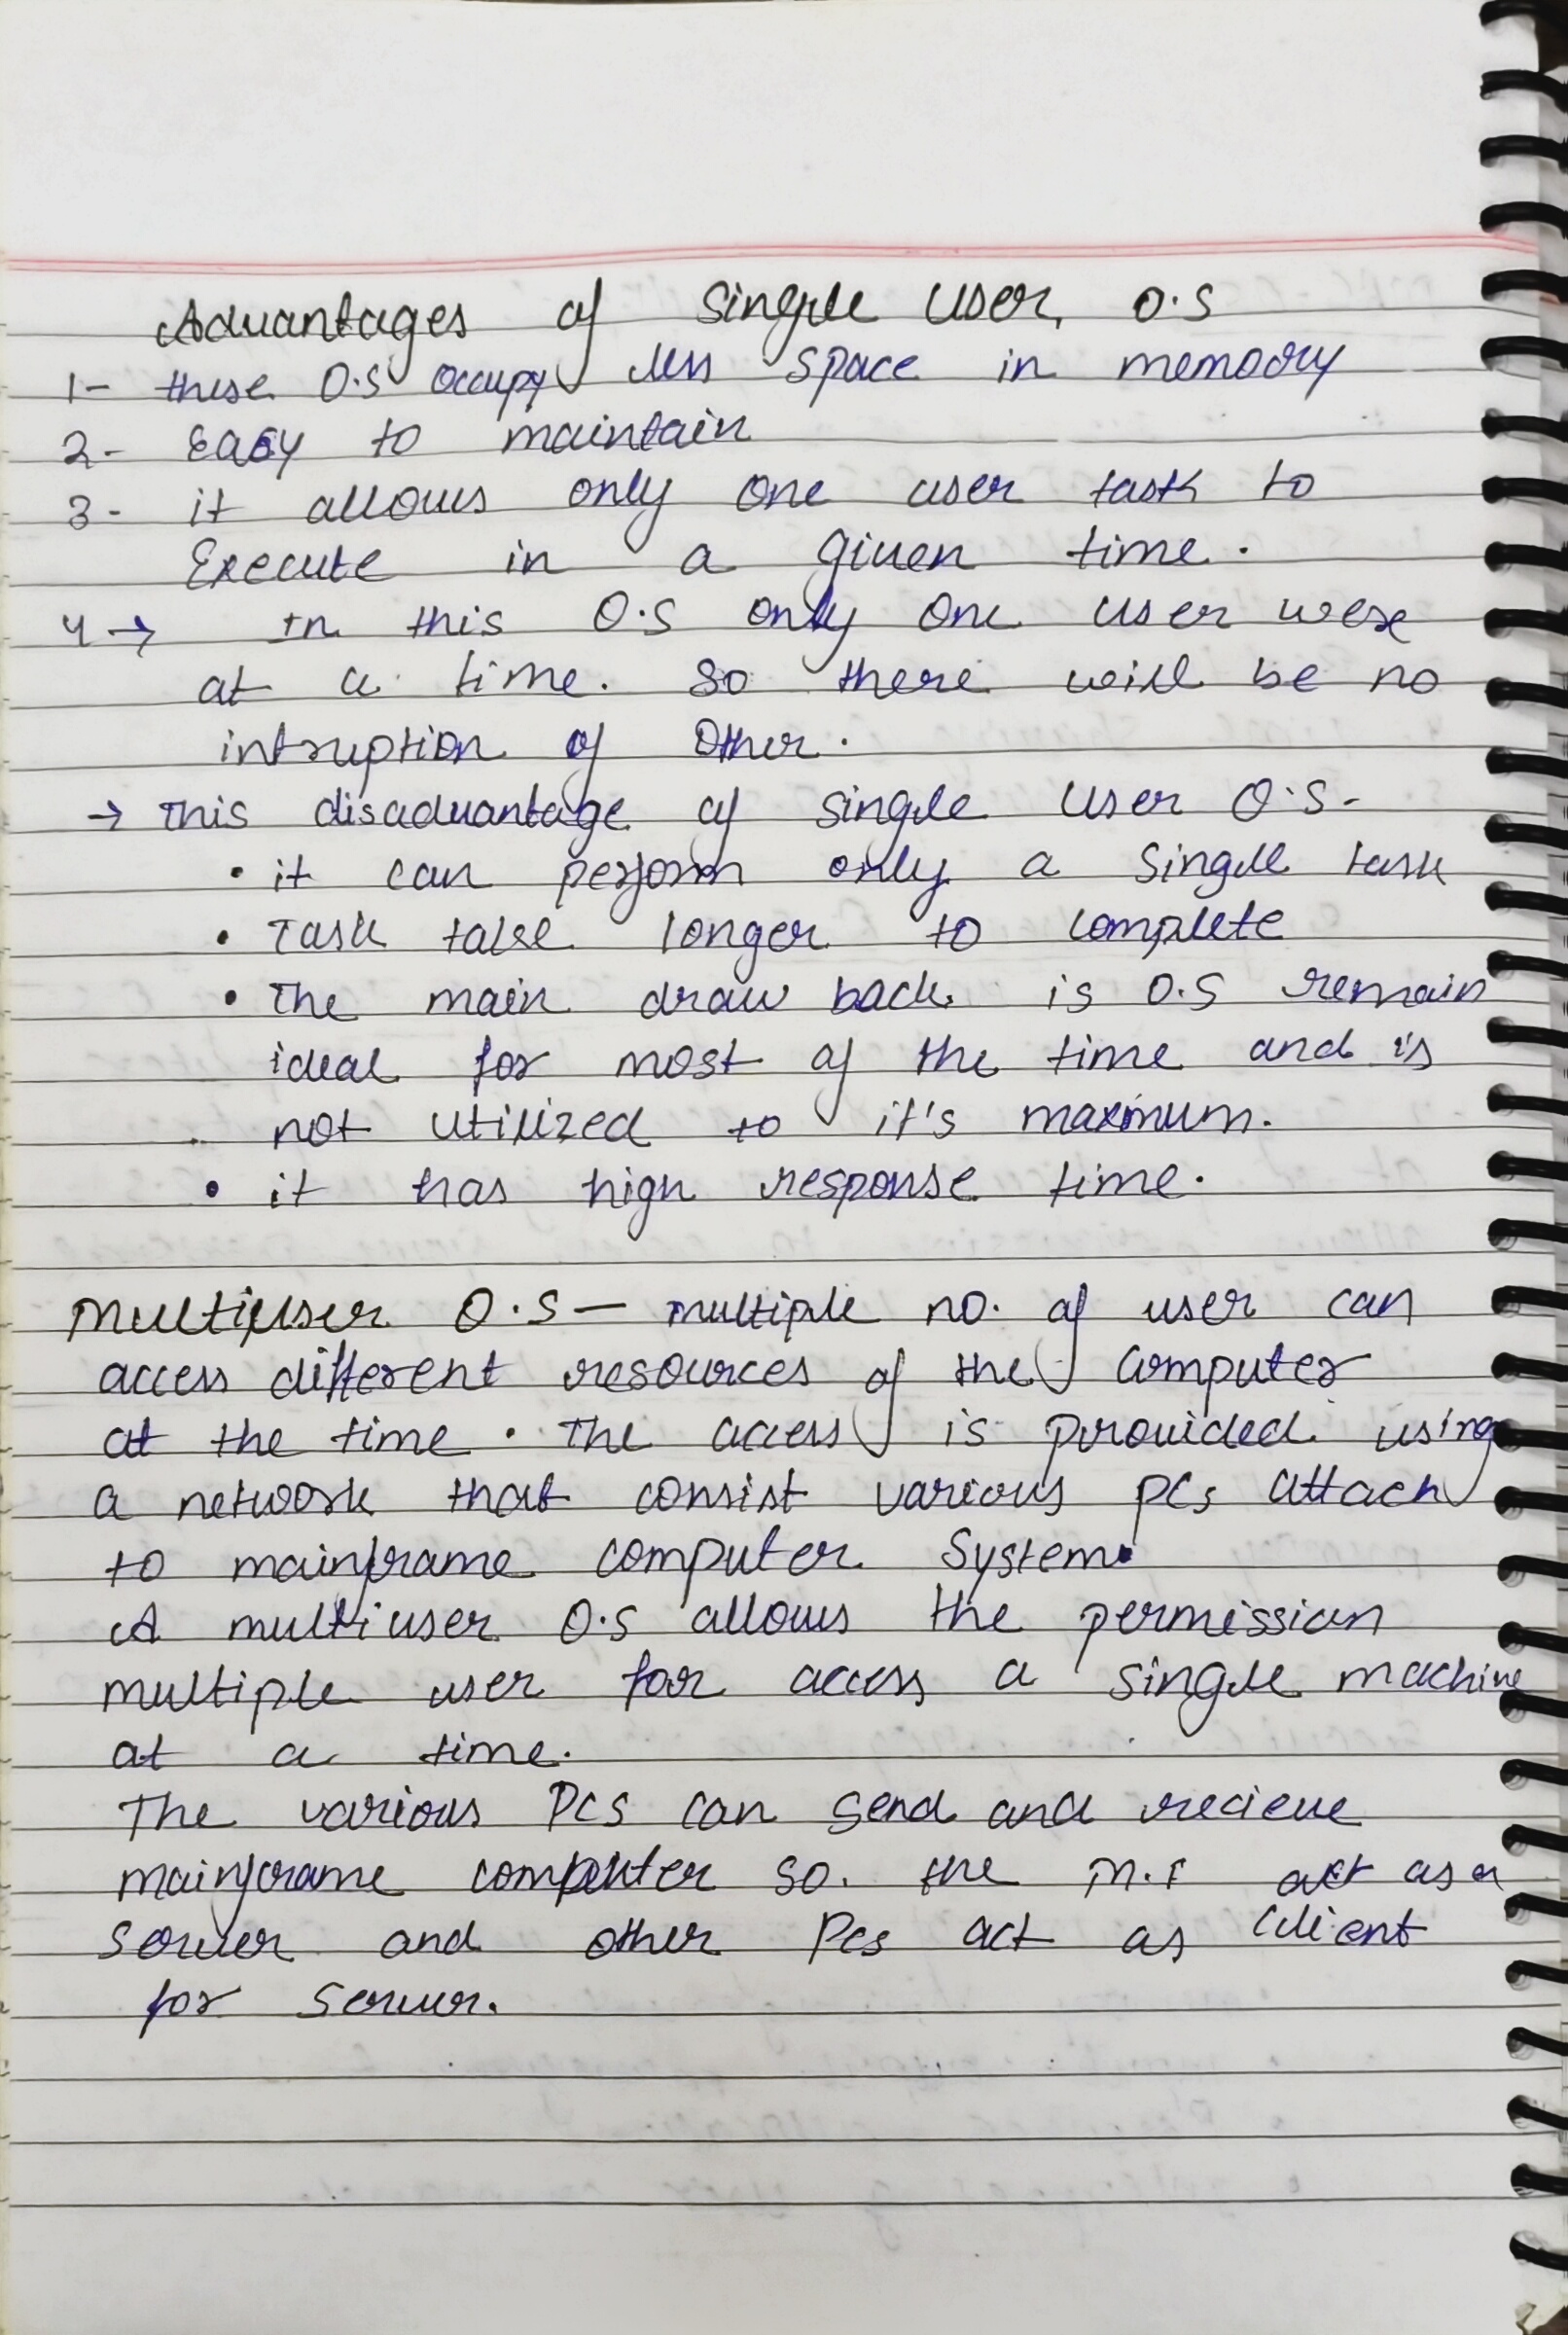 Advantages of Single User, O.S
1- these O.S occupy less space in memory
2- Easy to maintain
3- it allows only one user task to
Execute in a given time.
4→ In this O.S only one user were
at a time. So there will be no
intruption of Other.
→ This disadvantage of single User O.S-
• it can perform only a Single task
• Task take longer to complete
• The main draw back is O.S remain
ideal for most of the time and is
not utilized to it's maximum.
• it has high response time.
Multiuser O.S— multiple no. of user can
access different resources of the Computer
at the time. The access is provided using
a network that consist various PCs attach
to mainframe computer System.
A multiuser O.S allows the permission
multiple user for access a Single machine
at a time.
The various PCs can send and recieve
mainframe computer so. the M.F act as a
Server and other PCs act as Client
for Server.